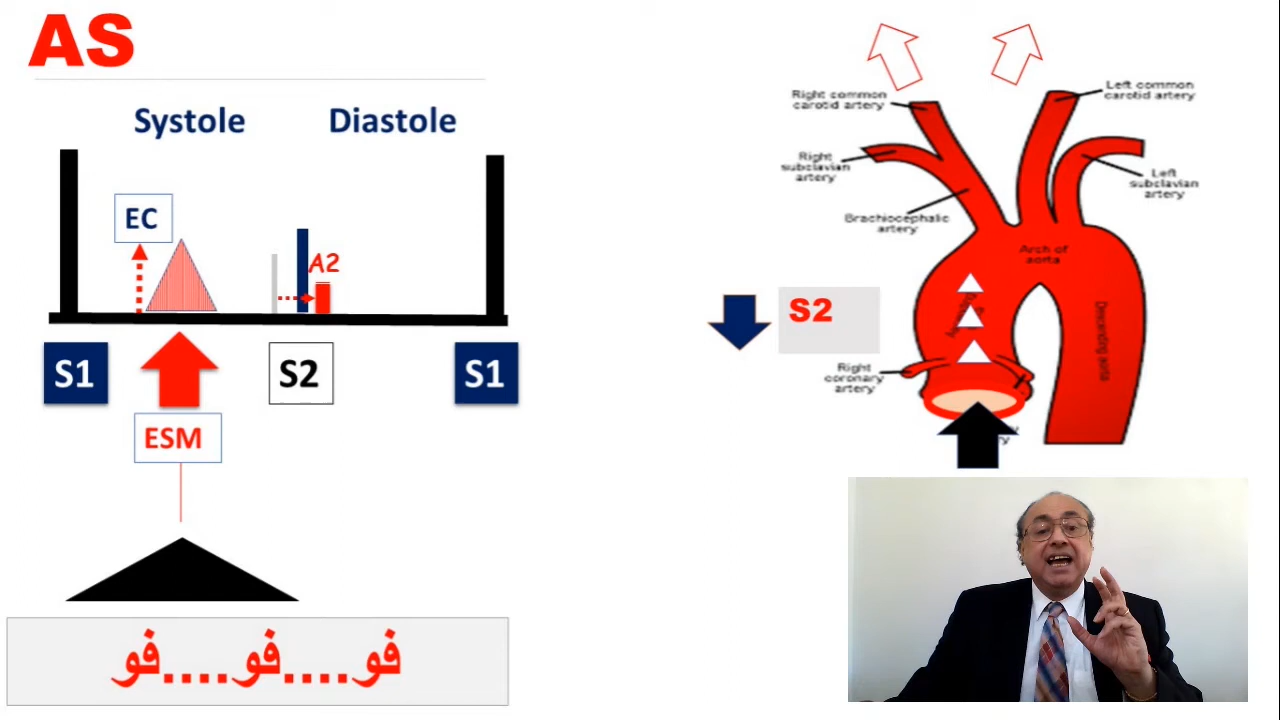 AS
Systole
Diastole
EC
A2
S1
S2
S1
ESM
فو....فو....فو
Right common
carotid artery
Left common
carotid artery
Right
subclavian
artery
Left
subclavian
artery
Brachiocephalic
artery
Arch of
aorta
Descending aorta
S2
Right
coronary
artery